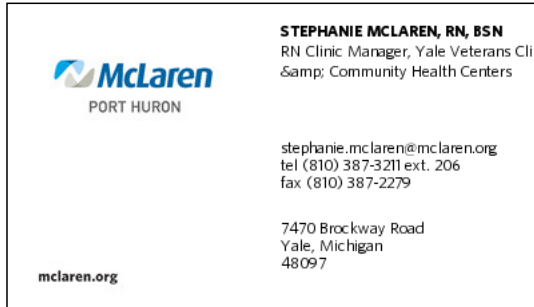 McLaren
PORT HURON
mclaren.org
STEPHANIE MCLAREN, RN, BSN
RN Clinic Manager, Yale Veterans Cli
&amp; Community Health Centers
stephanie.mclaren@mclaren.org
tel (810) 387-3211 ext. 206
fax (810) 387-2279
7470 Brockway Road
Yale, Michigan
48097